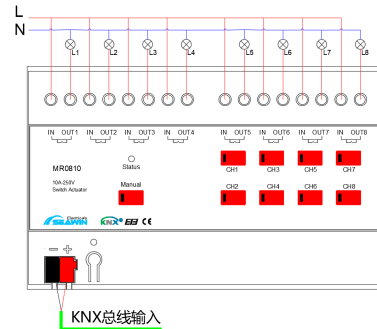 L
N
L1 L2 L3 L4 L5 L6 L7 L8
IN OUT1 IN OUT2 IN OUT3 IN OUT4 IN OUT5 IN OUT6 IN OUT7 IN OUT8
MR0810
10A-250V
Switch Actuator
Status
Manual
CH1 CH3 CH5 CH7
CH2 CH4 CH6 CH8
SEAWIN Electrical®
KNX® EHE CE
− +
KNX总线输入